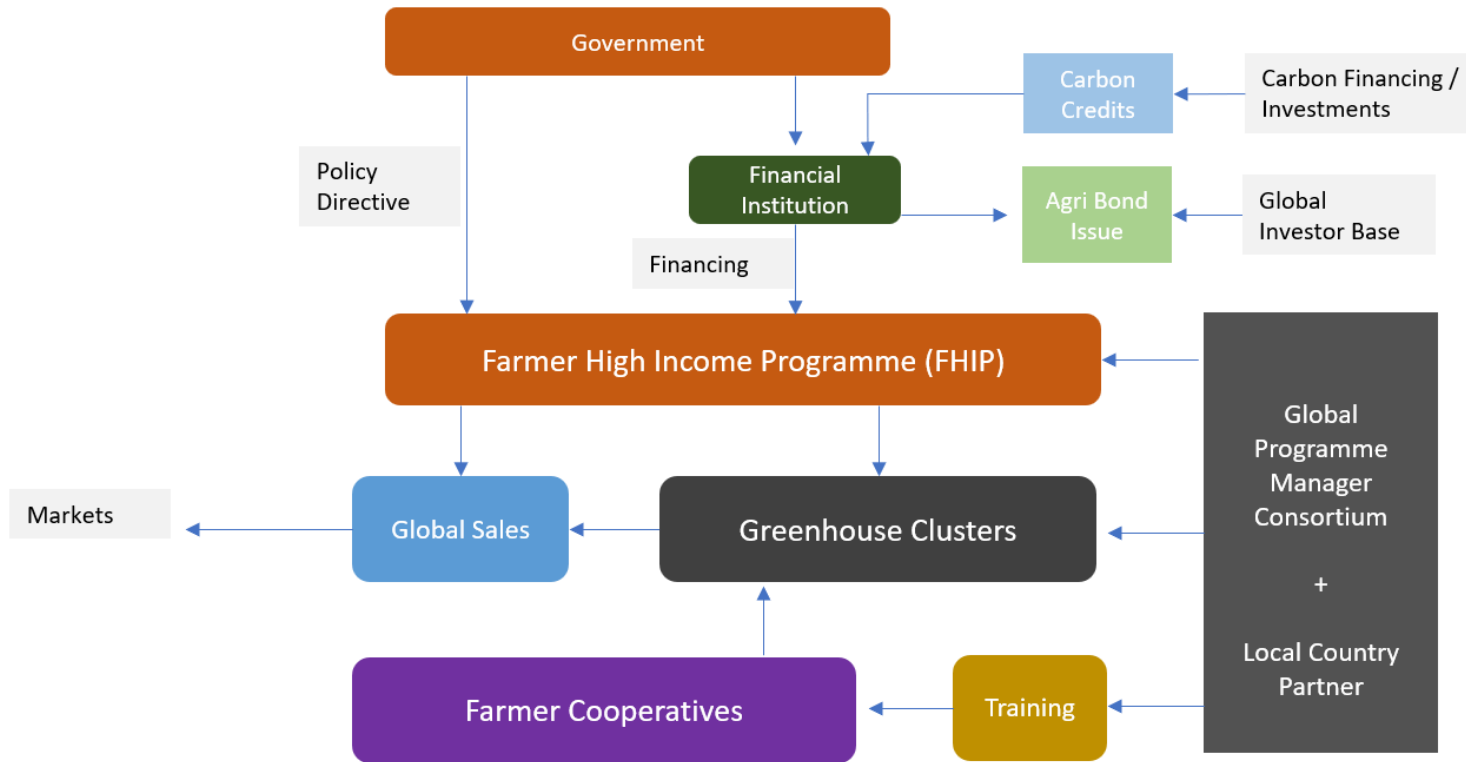 Government
Carbon
Credits
Carbon Financing /
Investments
Policy
Directive
Financial
Institution
Agri Bond
Issue
Global
Investor Base
Financing
Farmer High Income Programme (FHIP)
Global
Programme
Manager
Consortium
+
Local Country
Partner
Markets
Global Sales
Greenhouse Clusters
Farmer Cooperatives
Training